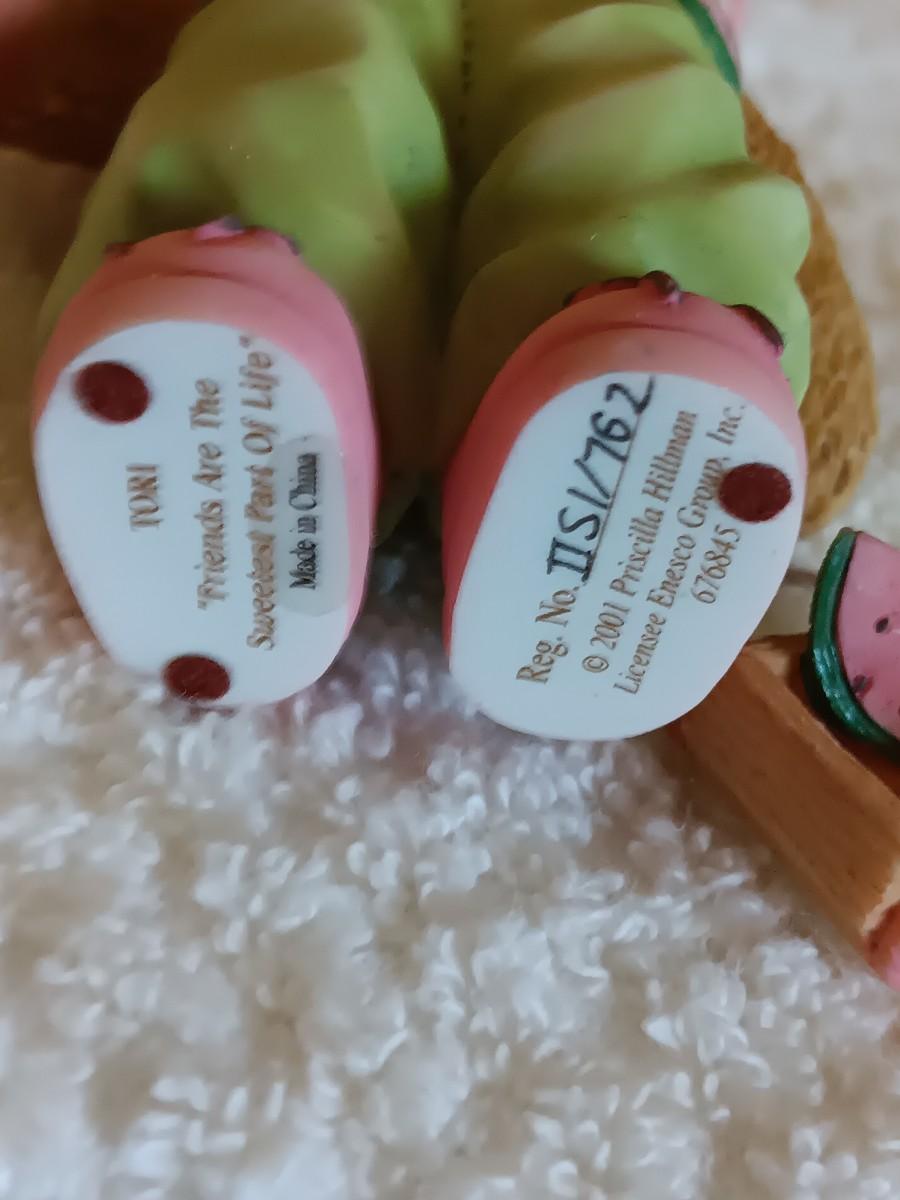 TORI
"Friends Are The
Sweetest Part Of Life"
Made in China
Reg. No. IIS1/762
© 2001 Priscilla Hillman
Licensee Enesco Group, Inc.
676845